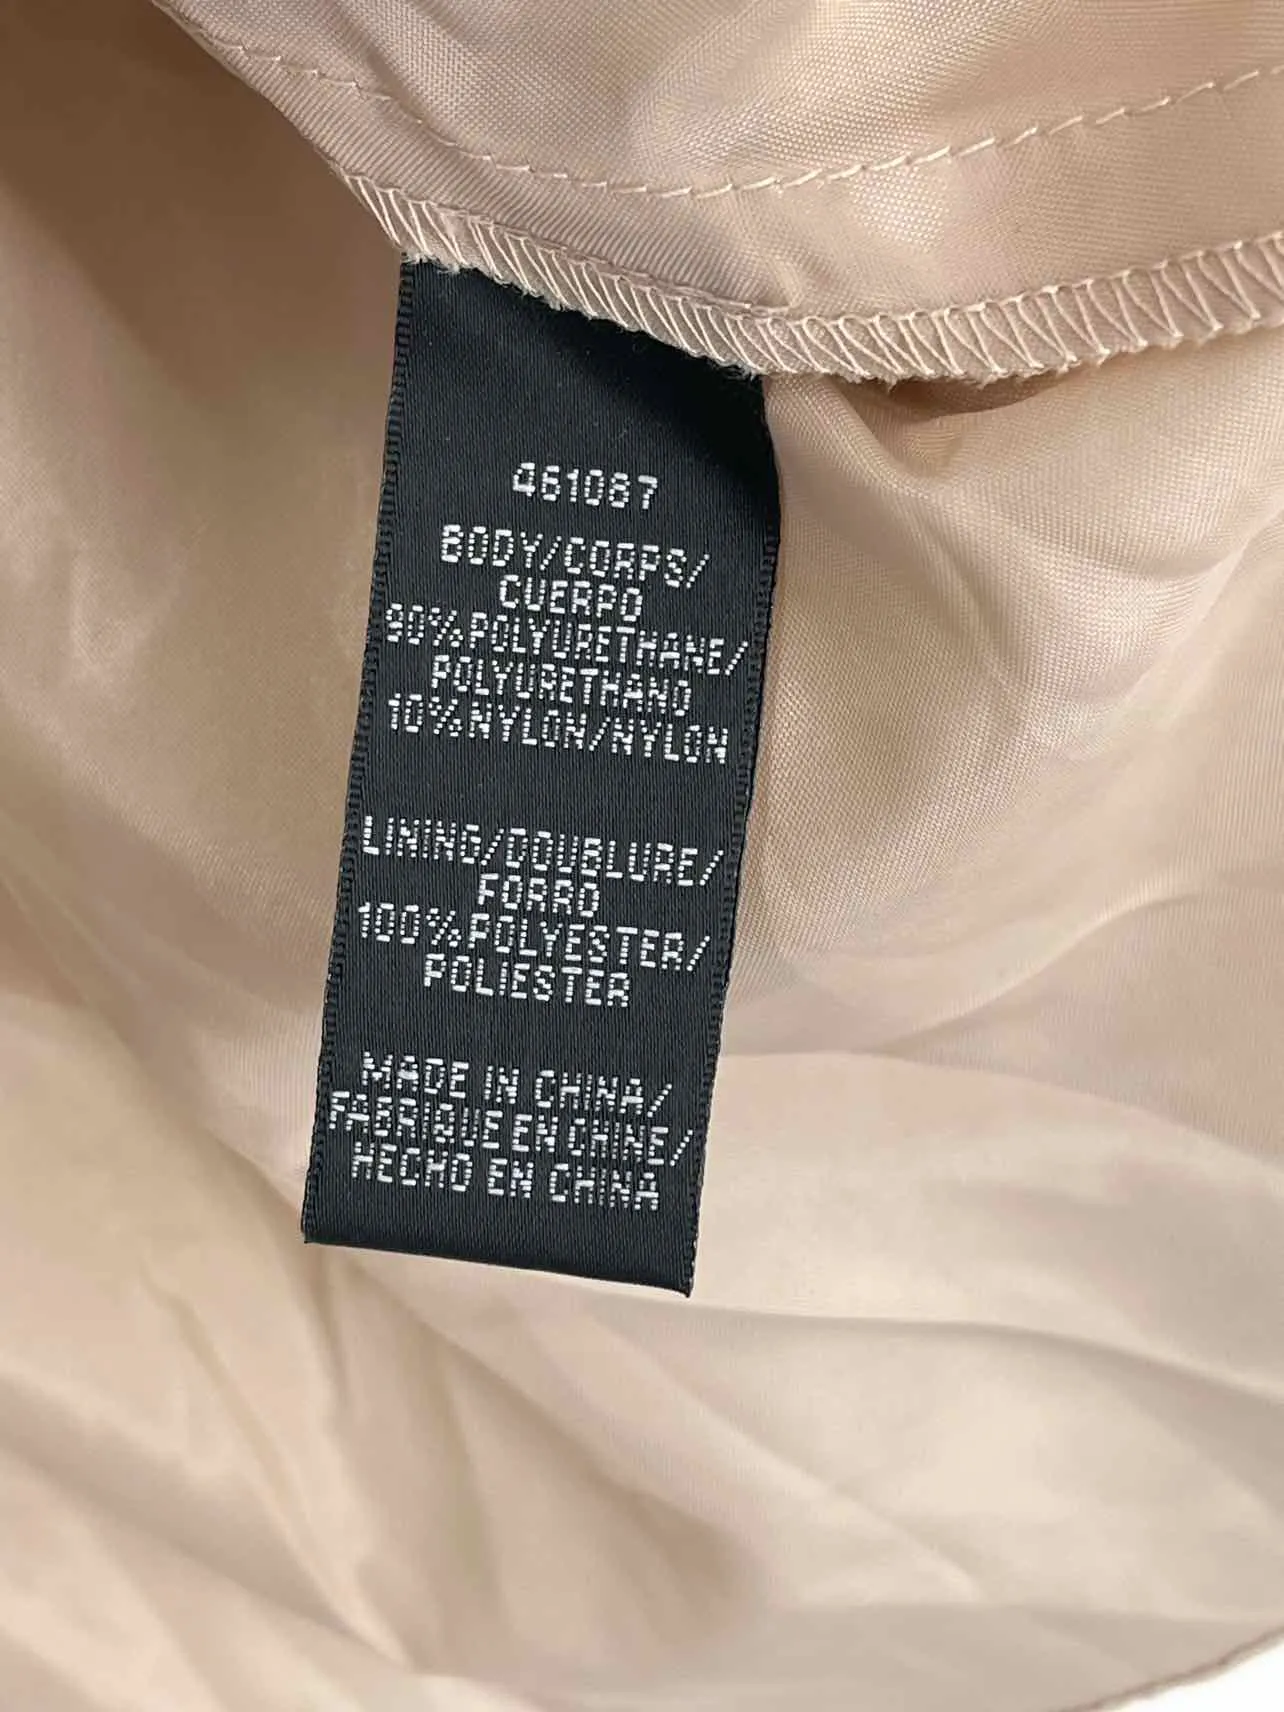 461087
BODY/CORPS/
CUERPO
90%POLYURETHANE/
POLYURETHANO
10%NYLON/NYLON
LINING/DOUBLURE/
FORRO
100%POLYESTER/
POLIESTER
MADE IN CHINA/
FABRIQUE EN CHINE/
HECHO EN CHINA